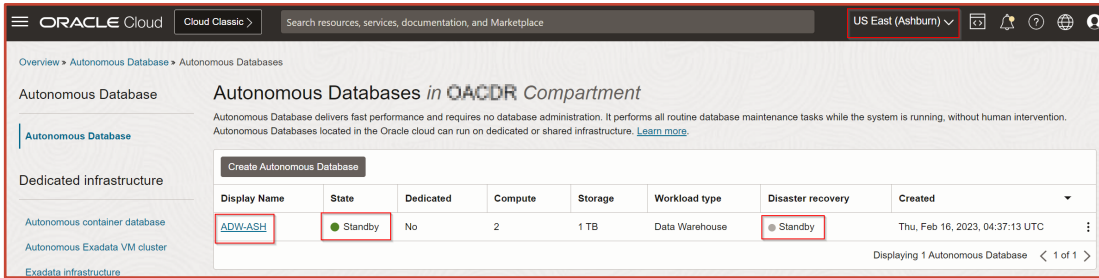 ORACLE Cloud
Cloud Classic >
Search resources, services, documentation, and Marketplace
US East (Ashburn)
Overview » Autonomous Database » Autonomous Databases
Autonomous Database
Autonomous Database
Dedicated infrastructure
Autonomous container database
Autonomous Exadata VM cluster
Exadata infrastructure
Autonomous Databases in OACDR Compartment
Autonomous Database delivers fast performance and requires no database administration. It performs all routine database maintenance tasks while the system is running, without human intervention.
Autonomous Databases located in the Oracle cloud can run on dedicated or shared infrastructure. Learn more.
Create Autonomous Database
Display Name State Dedicated Compute Storage Workload type Disaster recovery Created
ADW-ASH Standby No 2 1 TB Data Warehouse Standby Thu, Feb 16, 2023, 04:37:13 UTC
Displaying 1 Autonomous Database < 1 of 1 >